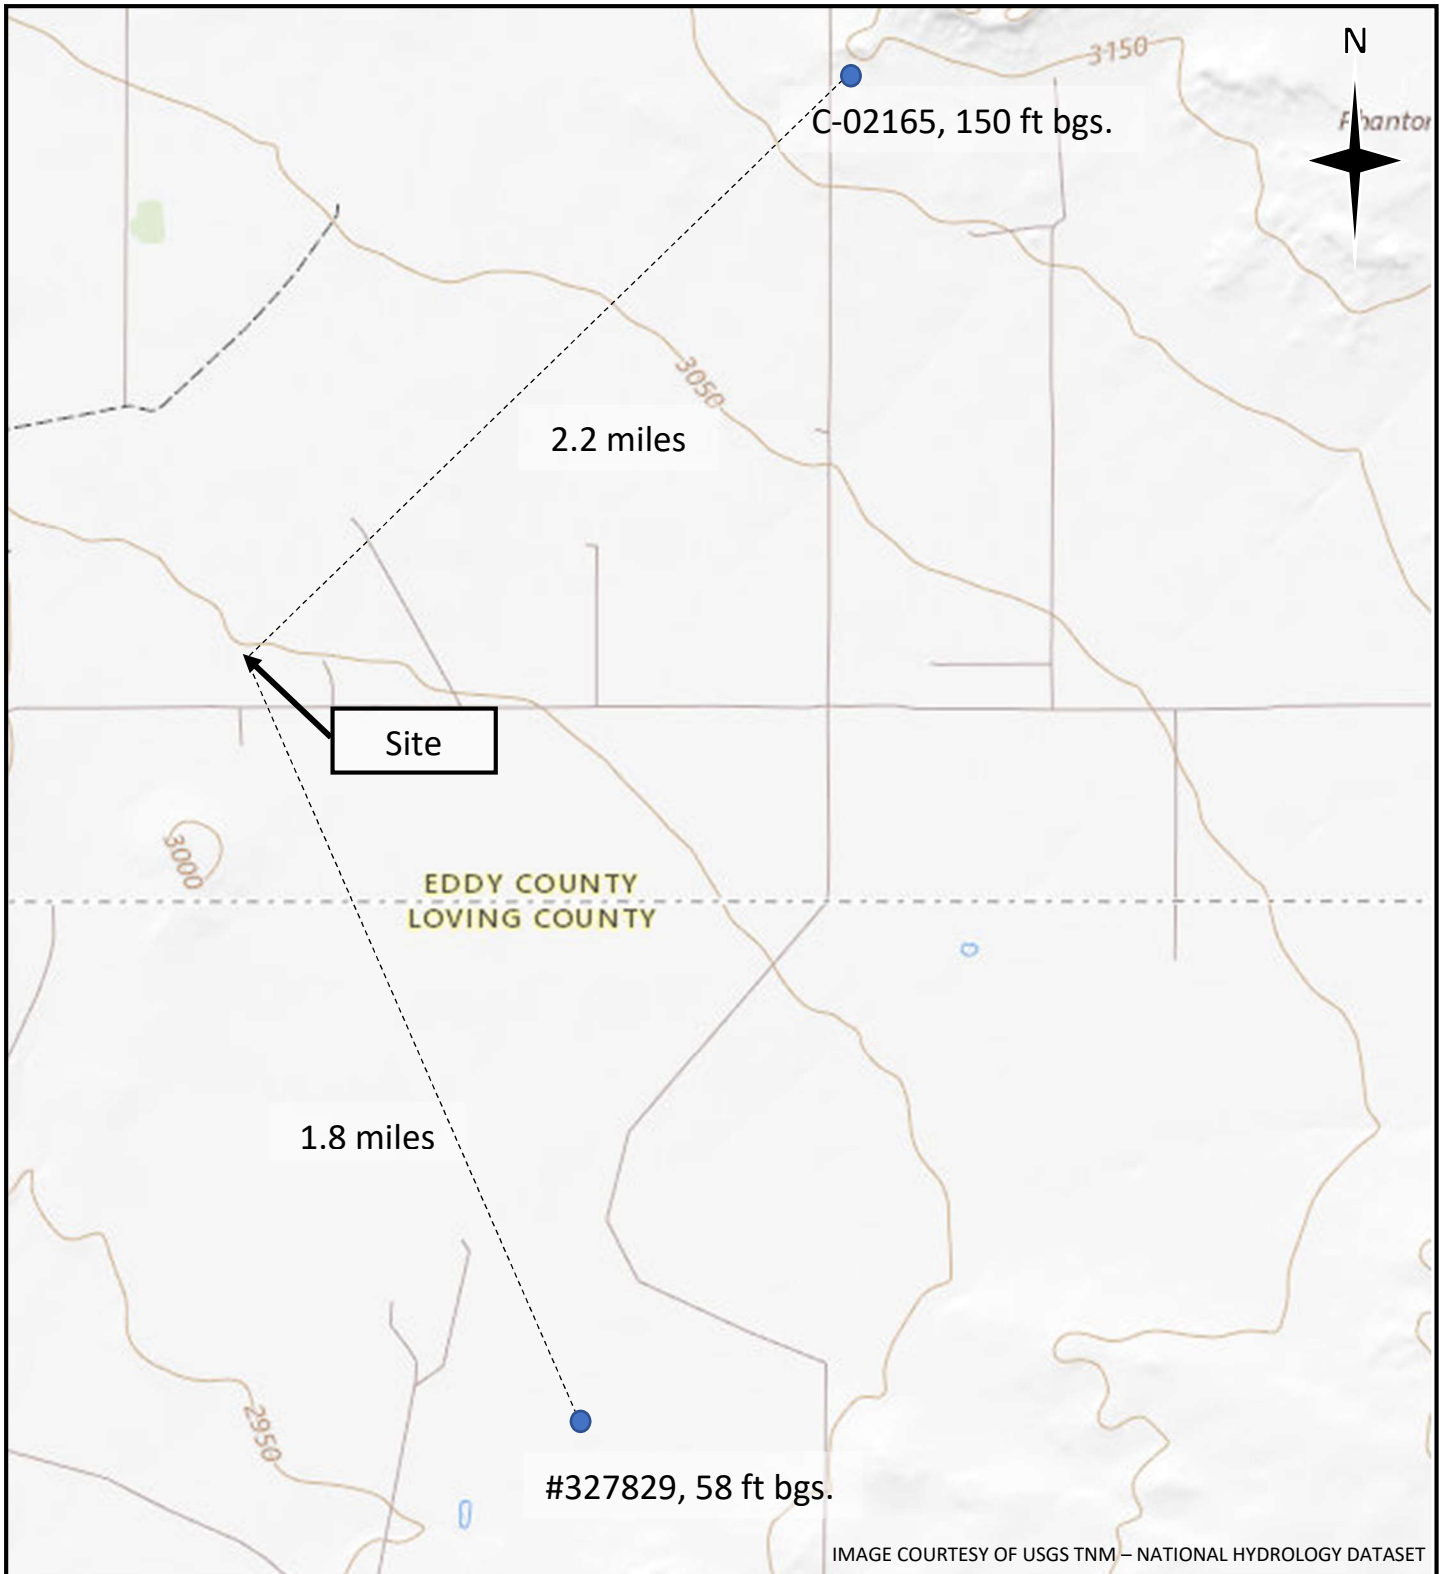 N
3150
Phantom
C-02165, 150 ft bgs.
3050
2.2 miles
Site
3000
EDDY COUNTY
LOVING COUNTY
1.8 miles
2950
#327829, 58 ft bgs.
IMAGE COURTESY OF USGS TNM – NATIONAL HYDROLOGY DATASET